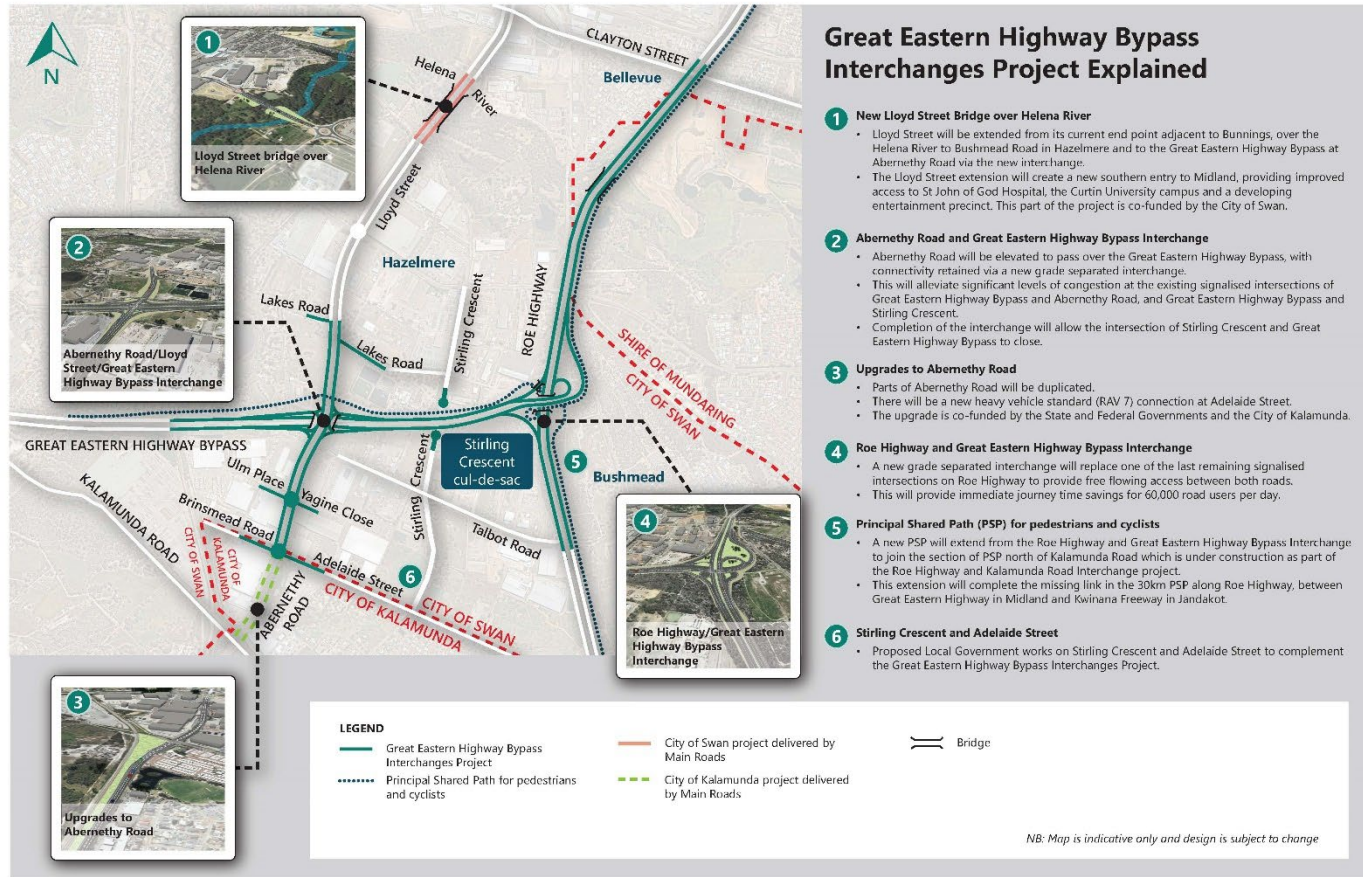 Great Eastern Highway Bypass
Interchanges Project Explained
1 New Lloyd Street Bridge over Helena River
• Lloyd Street will be extended from its current end point adjacent to Bunnings, over the
Helena River to Bushmead Road in Hazelmere and to the Great Eastern Highway Bypass at
Abernethy Road via the new interchange.
• The Lloyd Street extension will create a new southern entry to Midland, providing improved
access to St John of God Hospital, the Curtin University campus and a developing
entertainment precinct. This part of the project is co-funded by the City of Swan.
2 Abernethy Road and Great Eastern Highway Bypass Interchange
• Abernethy Road will be elevated to pass over the Great Eastern Highway Bypass, with
connectivity retained via a new grade separated interchange.
• This will alleviate significant levels of congestion at the existing signalised intersections of
Great Eastern Highway Bypass and Abernethy Road, and Great Eastern Highway Bypass and
Stirling Crescent.
• Completion of the interchange will allow the intersection of Stirling Crescent and Great
Eastern Highway Bypass to close.
3 Upgrades to Abernethy Road
• Parts of Abernethy Road will be duplicated.
• There will be a new heavy vehicle standard (RAV 7) connection at Adelaide Street.
• The upgrade is co-funded by the State and Federal Governments and the City of Kalamunda.
4 Roe Highway and Great Eastern Highway Bypass Interchange
• A new grade separated interchange will replace one of the last remaining signalised
intersections on Roe Highway to provide free flowing access between both roads.
• This will provide immediate journey time savings for 60,000 road users per day.
5 Principal Shared Path (PSP) for pedestrians and cyclists
• A new PSP will extend from the Roe Highway and Great Eastern Highway Bypass Interchange
to join the section of PSP north of Kalamunda Road which is under construction as part of
the Roe Highway and Kalamunda Road Interchange project.
• This extension will complete the missing link in the 30km PSP along Roe Highway, between
Great Eastern Highway in Midland and Kwinana Freeway in Jandakot.
6 Stirling Crescent and Adelaide Street
• Proposed Local Government works on Stirling Crescent and Adelaide Street to complement
the Great Eastern Highway Bypass Interchanges Project.
N
1
Lloyd Street bridge over
Helena River
Helena
River
CLAYTON STREET
Bellevue
Lloyd Street
2
Abernethy Road/Lloyd
Street/Great Eastern
Highway Bypass Interchange
Hazelmere
Lakes Road
Lakes Road
Stirling Crescent
ROE HIGHWAY
SHIRE OF MUNDARING
CITY OF SWAN
GREAT EASTERN HIGHWAY BYPASS
Stirling
Crescent
cul-de-sac
5
Bushmead
KALAMUNDA ROAD
Ulm Place
Yagine Close
Brinsmead Road
Stirling Crescent
Talbot Road
CITY OF SWAN
CITY OF
KALAMUNDA
Adelaide Street
6
CITY OF SWAN
CITY OF KALAMUNDA
ABERNETHY
ROAD
4
Roe Highway/Great Eastern
Highway Bypass
Interchange
3
Upgrades to
Abernethy Road
LEGEND
Great Eastern Highway Bypass
Interchanges Project
Principal Shared Path for pedestrians
and cyclists
City of Swan project delivered by
Main Roads
City of Kalamunda project delivered
by Main Roads
Bridge
NB: Map is indicative only and design is subject to change